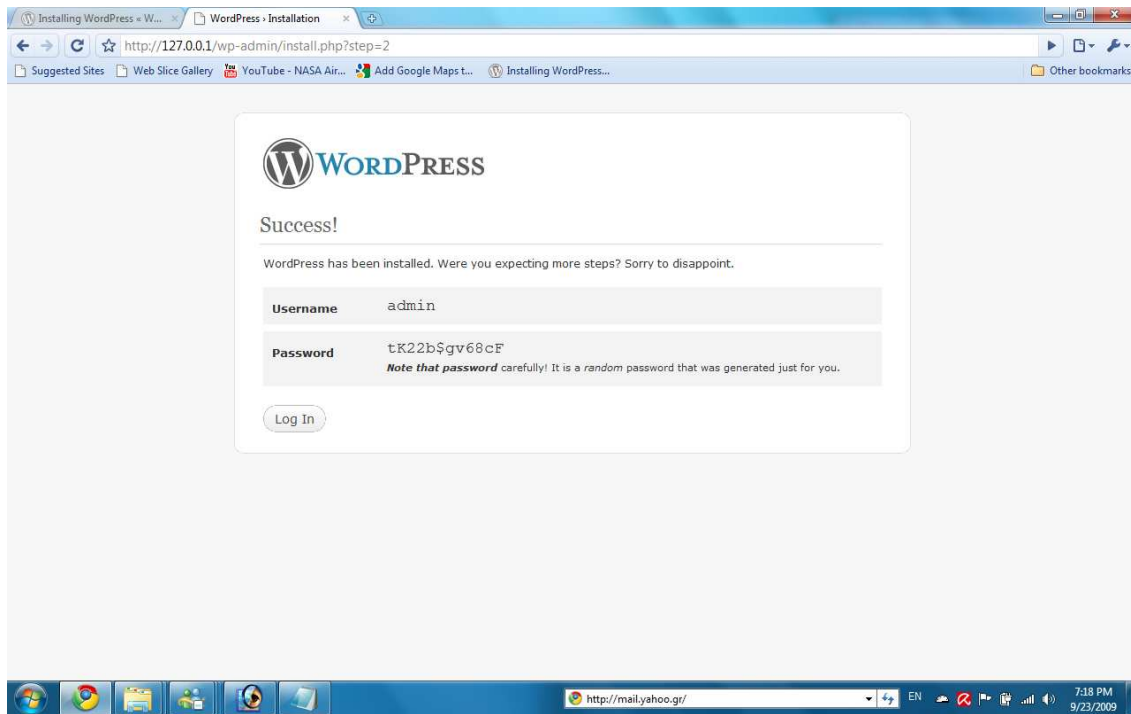 Installing WordPress « W...
WordPress › Installation
http://127.0.0.1/wp-admin/install.php?step=2
Suggested Sites Web Slice Gallery YouTube - NASA Air... Add Google Maps t... Installing WordPress... Other bookmarks
WORDPRESS
Success!
WordPress has been installed. Were you expecting more steps? Sorry to disappoint.
Username admin
Password tK22b$gv68cF
Note that password carefully! It is a random password that was generated just for you.
Log In
http://mail.yahoo.gr/
EN
7:18 PM
9/23/2009